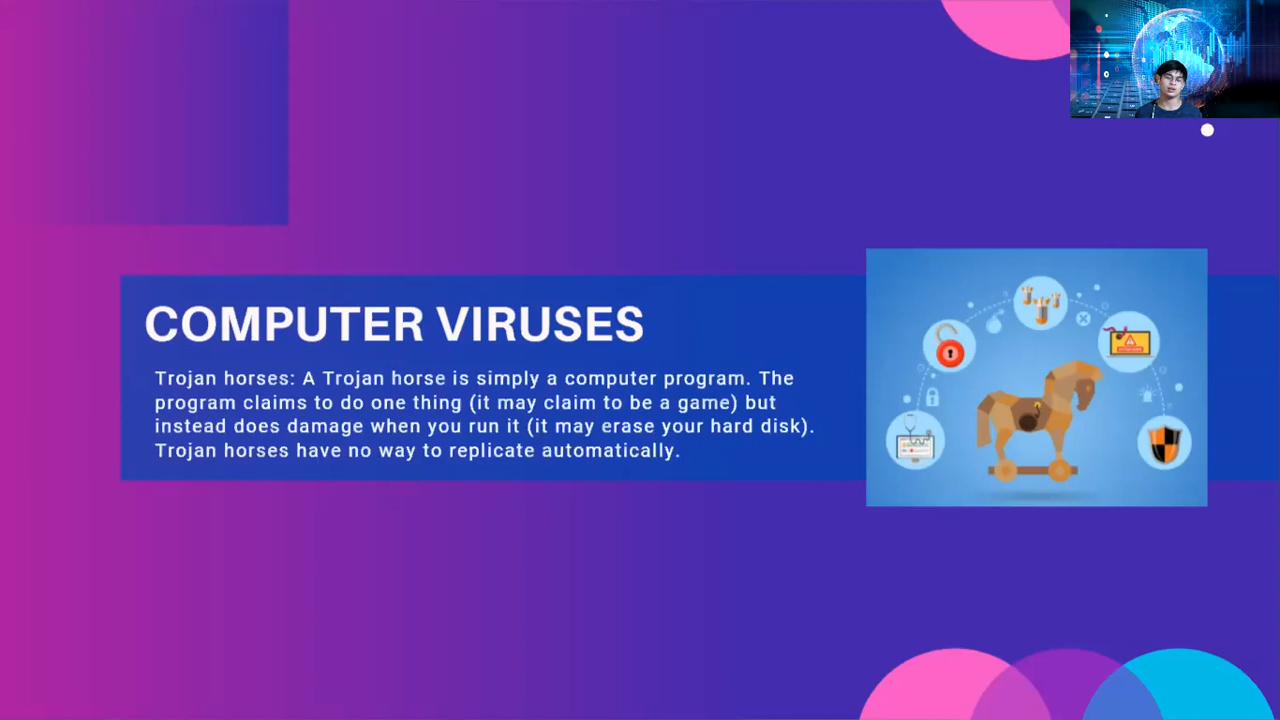 COMPUTER VIRUSES
Trojan horses: A Trojan horse is simply a computer program. The
program claims to do one thing (it may claim to be a game) but
instead does damage when you run it (it may erase your hard disk).
Trojan horses have no way to replicate automatically.